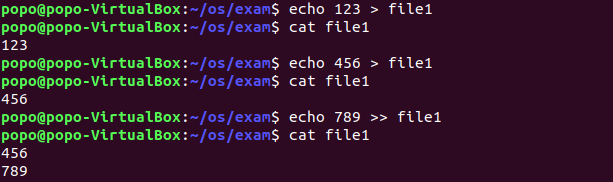 popo@popo-VirtualBox:~/os/exam$ echo 123 > file1
popo@popo-VirtualBox:~/os/exam$ cat file1
123
popo@popo-VirtualBox:~/os/exam$ echo 456 > file1
popo@popo-VirtualBox:~/os/exam$ cat file1
456
popo@popo-VirtualBox:~/os/exam$ echo 789 >> file1
popo@popo-VirtualBox:~/os/exam$ cat file1
456
789